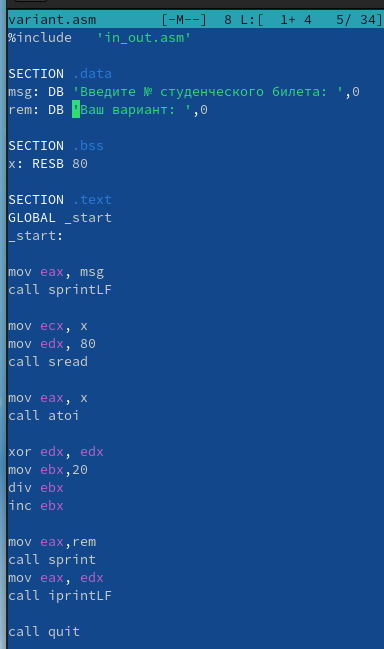 variant.asm [-M--] 8 L:[ 1+ 4 5/ 34]
%include 'in_out.asm'
SECTION .data
msg: DB 'Введите № студенческого билета: ',0
rem: DB 'Ваш вариант: ',0
SECTION .bss
x: RESB 80
SECTION .text
GLOBAL _start
_start:
mov eax, msg
call sprintLF
mov ecx, x
mov edx, 80
call sread
mov eax, x
call atoi
xor edx, edx
mov ebx,20
div ebx
inc ebx
mov eax,rem
call sprint
mov eax, edx
call iprintLF
call quit